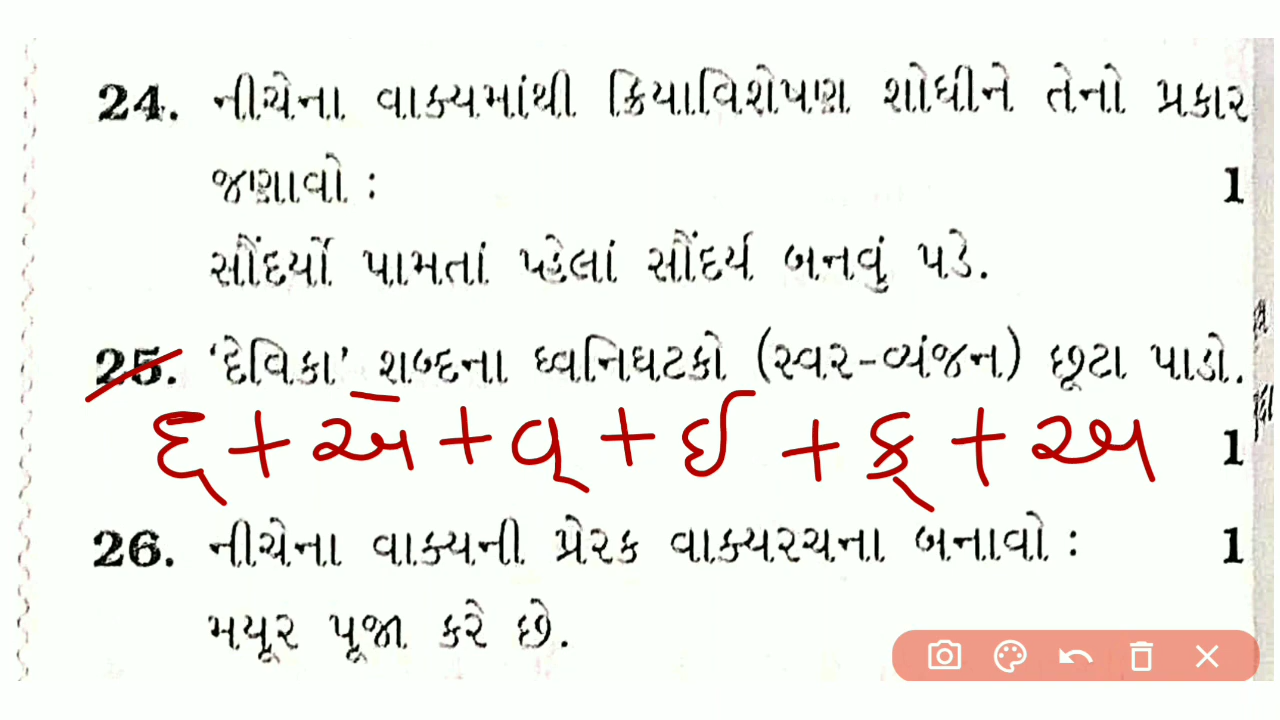 24. નીચેના વાક્યમાંથી ક્રિયાવિશેષણ શોધીને તેનો પ્રકાર
જણાવો : 1
સૌંદર્યો પામતાં પહેલાં સૌંદર્ય બનવું પડે.
25. 'દેવિકા' શબ્દના ધ્વનિઘટકો (સ્વર-વ્યંજન) છૂટા પાડો.
દ્ + એ + વ્ + ઈ + ક્ + અ 1
26. નીચેના વાક્યની પ્રેરક વાક્યરચના બનાવો : 1
મયૂર પૂજા કરે છે.